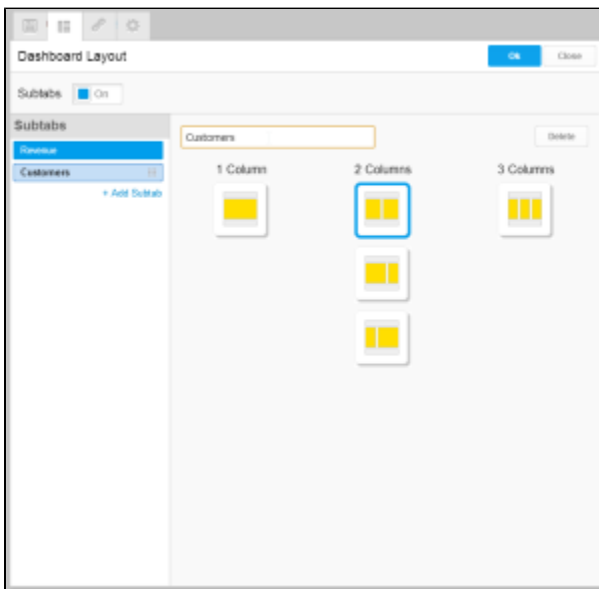 Dashboard Layout
Ok
Close
Subtabs
On
Subtabs
Revenue
Customers
+ Add Subtab
Customers
Delete
1 Column
2 Columns
3 Columns